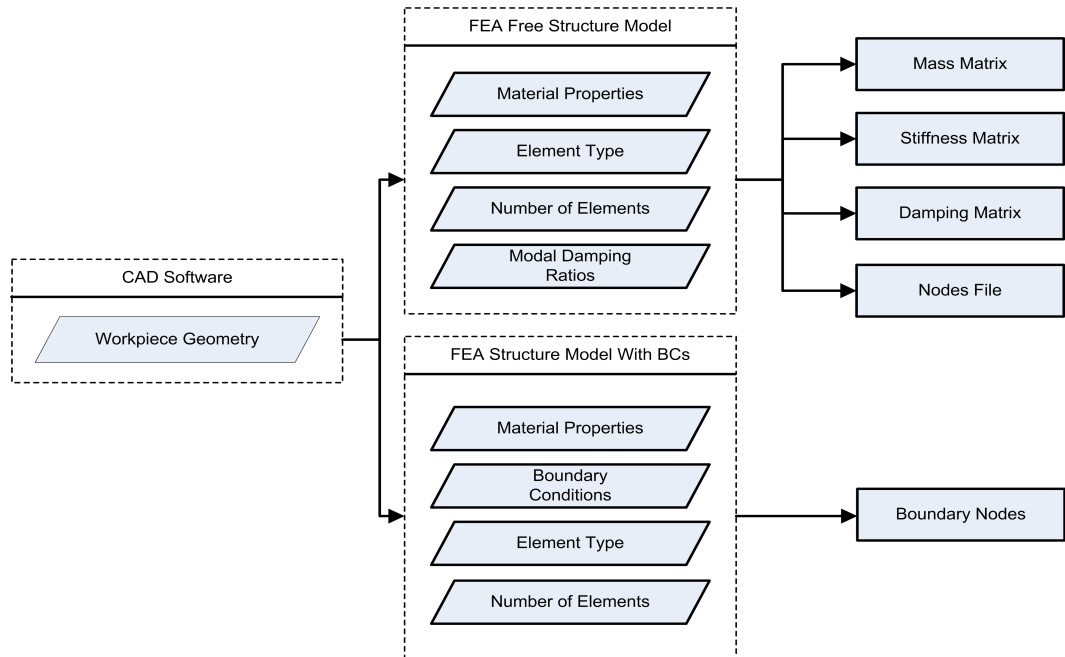 CAD Software
Workpiece Geometry
FEA Free Structure Model
Material Properties
Element Type
Number of Elements
Modal Damping
Ratios
FEA Structure Model With BCs
Material Properties
Boundary
Conditions
Element Type
Number of Elements
Mass Matrix
Stiffness Matrix
Damping Matrix
Nodes File
Boundary Nodes